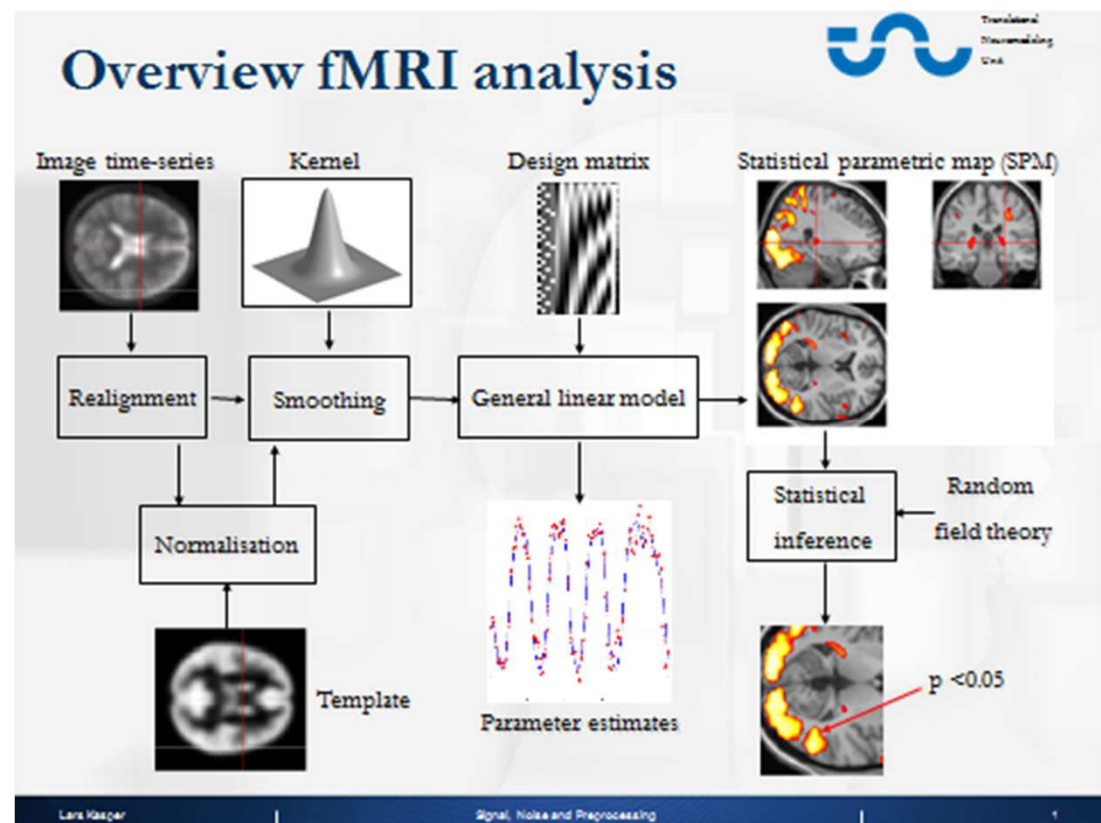 Translational
Neuromodeling
Unit
Overview fMRI analysis
Image time-series
Kernel
Design matrix
Statistical parametric map (SPM)
Realignment
Smoothing
General linear model
Normalisation
Statistical
inference
Random
field theory
Template
Parameter estimates
p <0.05
Lars Kasper
Signal, Noise and Preprocessing
1